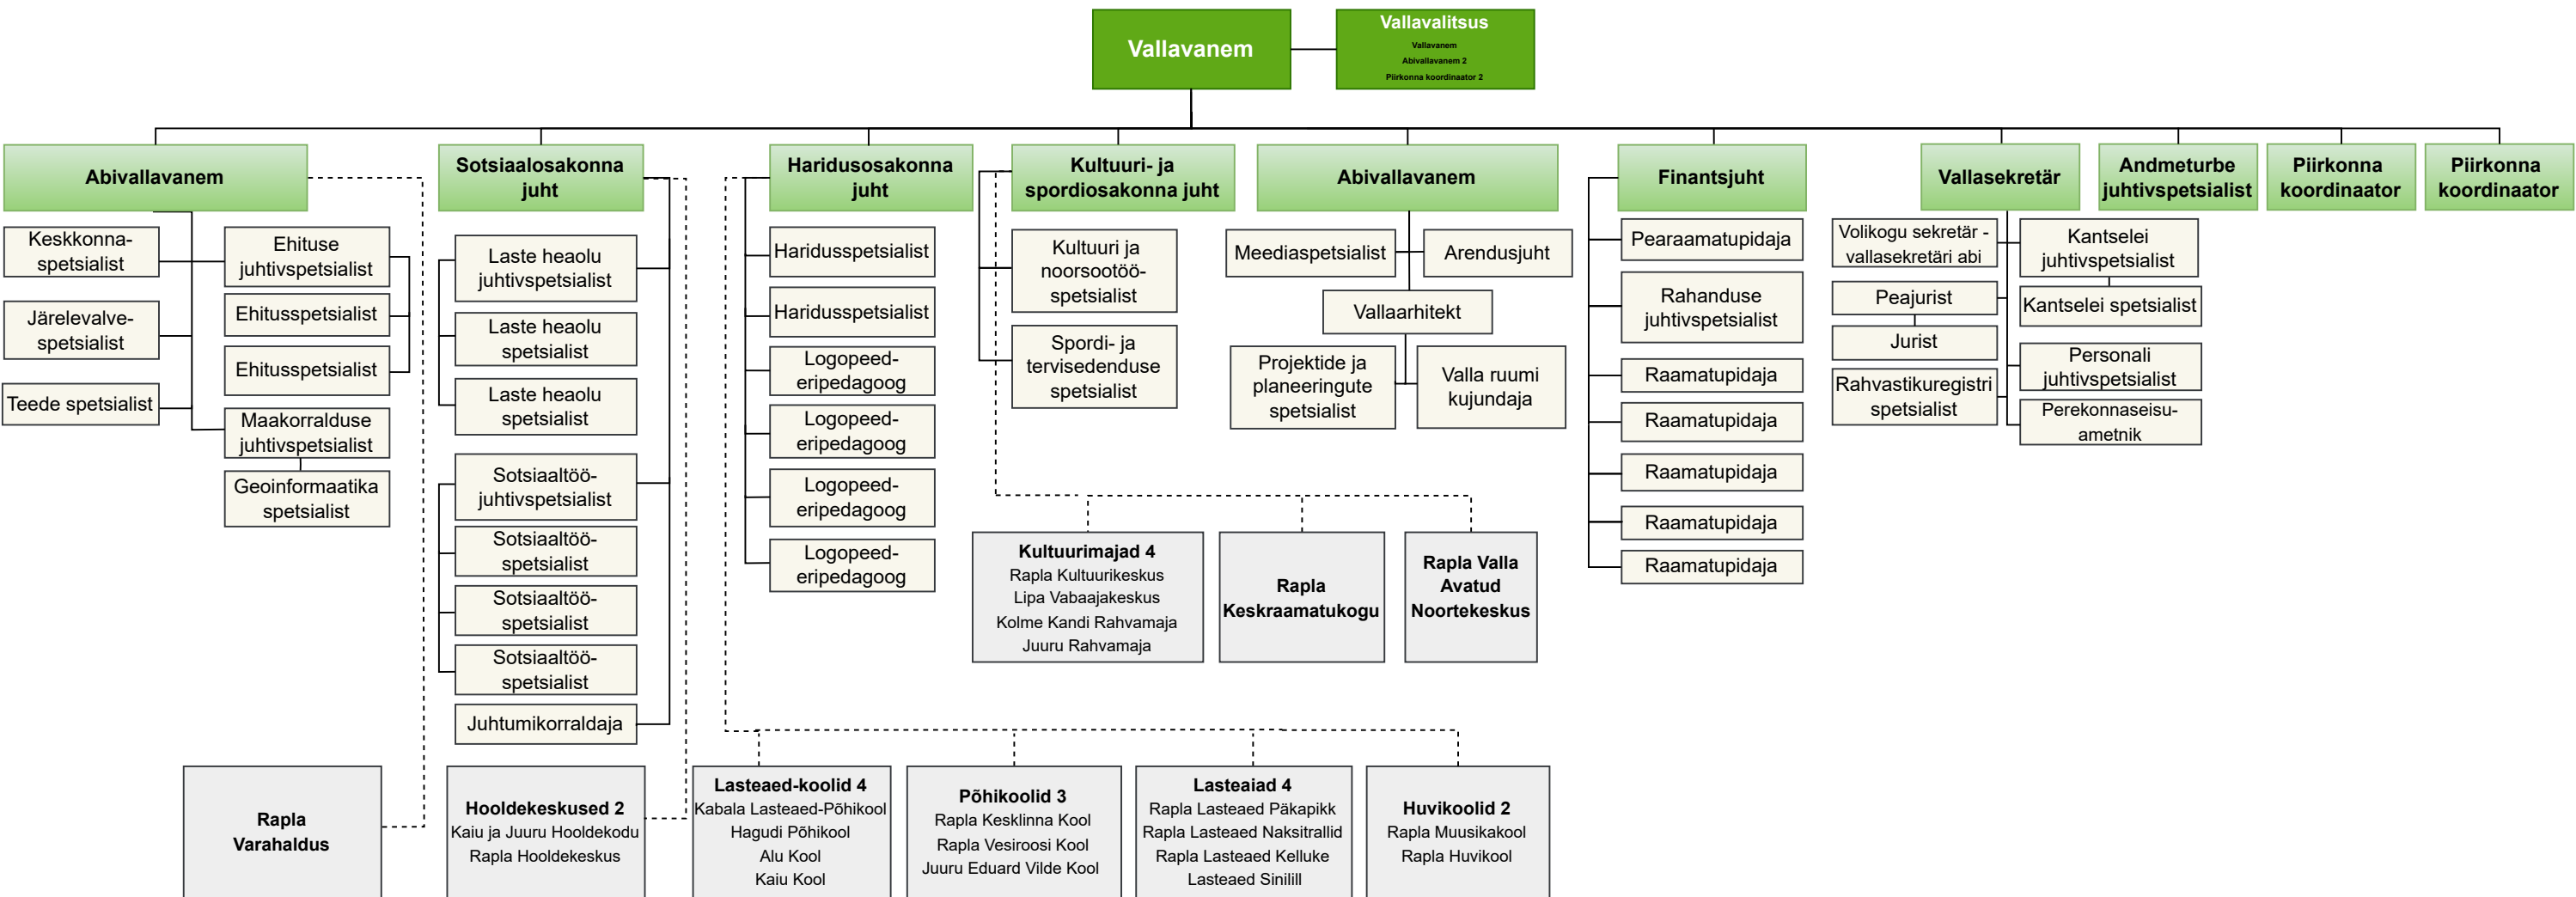 Vallavanem
Vallavalitsus
Vallavanem
Abivallavanem 2
Piirkonna koordinaator 2
Abivallavanem
Keskkonna-
spetsialist
Järelevalve-
spetsialist
Teede spetsialist
Ehituse
juhtivspetsialist
Ehitusspetsialist
Ehitusspetsialist
Maakorralduse
juhtivspetsialist
Geoinformaatika
spetsialist
Sotsiaalosakonna
juht
Laste heaolu
juhtivspetsialist
Laste heaolu
spetsialist
Laste heaolu
spetsialist
Sotsiaaltöö-
juhtivspetsialist
Sotsiaaltöö-
spetsialist
Sotsiaaltöö-
spetsialist
Sotsiaaltöö-
spetsialist
Juhtumikorraldaja
Haridusosakonna
juht
Haridusspetsialist
Haridusspetsialist
Logopeed-
eripedagoog
Logopeed-
eripedagoog
Logopeed-
eripedagoog
Logopeed-
eripedagoog
Kultuuri- ja
spordiosakonna juht
Kultuuri ja
noorsootöö-
spetsialist
Spordi- ja
tervisedenduse
spetsialist
Abivallavanem
Meediaspetsialist
Arendusjuht
Vallaarhitekt
Projektide ja
planeeringute
spetsialist
Valla ruumi
kujundaja
Finantsjuht
Pearaamatupidaja
Rahanduse
juhtivspetsialist
Raamatupidaja
Raamatupidaja
Raamatupidaja
Raamatupidaja
Raamatupidaja
Vallasekretär
Volikogu sekretär -
vallasekretäri abi
Peajurist
Jurist
Rahvastikuregistri
spetsialist
Kantselei
juhtivspetsialist
Kantselei spetsialist
Personali
juhtivspetsialist
Perekonnaseisu-
ametnik
Andmeturbe
juhtivspetsialist
Piirkonna
koordinaator
Piirkonna
koordinaator
Kultuurimajad 4
Rapla Kultuurikeskus
Lipa Vabaajakeskus
Kolme Kandi Rahvamaja
Juuru Rahvamaja
Rapla
Keskraamatukogu
Rapla Valla
Avatud
Noortekeskus
Rapla
Varahaldus
Hooldekeskused 2
Kaiu ja Juuru Hooldekodu
Rapla Hooldekeskus
Lasteaed-koolid 4
Kabala Lasteaed-Põhikool
Hagudi Põhikool
Alu Kool
Kaiu Kool
Põhikoolid 3
Rapla Kesklinna Kool
Rapla Vesiroosi Kool
Juuru Eduard Vilde Kool
Lasteaiad 4
Rapla Lasteaed Päkapikk
Rapla Lasteaed Naksitrallid
Rapla Lasteaed Kelluke
Lasteaed Sinilill
Huvikoolid 2
Rapla Muusikakool
Rapla Huvikool